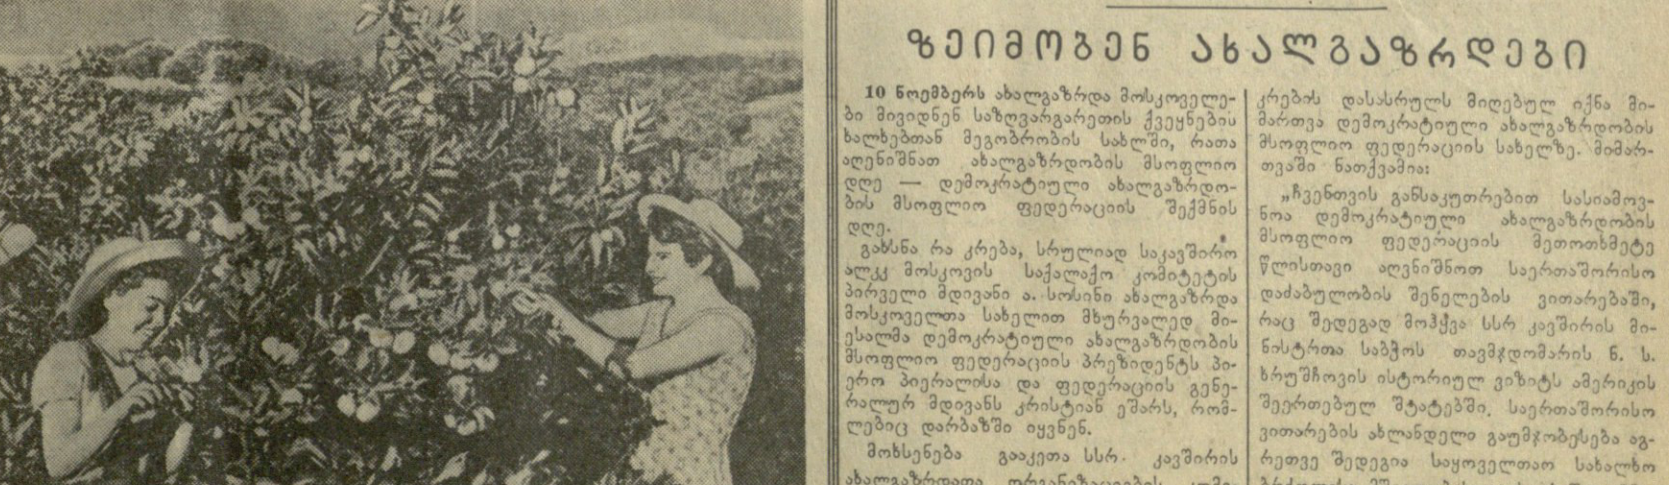 ზეიმობენ ახალგაზრდები
10 ნოემბერს ახალგაზრდა მოსკოველე-
ბი მივიდნენ საზღვარგარეთის ქვეყნების
ხალხებთან მეგობრობის სახლში, რათა
აღენიშნათ ახალგაზრდობის მსოფლიო
დღე — დემოკრატიული ახალგაზრდო-
ბის მსოფლიო ფედერაციის შექმნის
დღე.
გახსნა რა კრება, სრულიად საკავშირო
ალკკ მოსკოვის საქალაქო კომიტეტის
პირველი მდივანი ა. სოსინი ახალგაზრდა
მოსკოველთა სახელით მხურვალედ მი-
ესალმა დემოკრატიული ახალგაზრდობის
მსოფლიო ფედერაციის პრეზიდენტს პი-
ერო პიერალისა და ფედერაციის გენე-
რალურ მდივანს კრისტიან ეშარს, რომ-
ლებიც დარბაზში იყვნენ.
მოხსენება გააკეთა სსრ კავშირის
ახალგაზრდათა ორგანიზაციების
კრების დასასრულს მიღებულ იქნა მი-
მართვა დემოკრატიული ახალგაზრდობის
მსოფლიო ფედერაციის სახელზე. მიმარ-
თვაში ნათქვამია:
„ჩვენთვის განსაკუთრებით სასიამოვ-
ნოა დემოკრატიული ახალგაზრდობის
მსოფლიო ფედერაციის მეთოთხმეტე
წლისთავი აღვნიშნოთ საერთაშორისო
დაძაბულობის შენელების ვითარებაში,
რაც შედეგად მოჰქვა სსრ კავშირის მი-
ნისტრთა საბჭოს თავმჯდომარის ნ. ს.
ხრუშჩოვის ისტორიულ ვიზიტს ამერიკის
შეერთებულ შტატებში. საერთაშორისო
ვითარების ახლანდელი გაუმჯობესება აგ-
რეთვე შედეგია საყოველთაო სახალხო